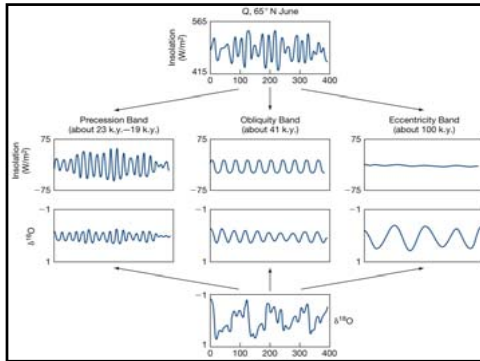 Q, 65° N June
565
Insolation
(W/m²)
415
0 100 200 300 400
Precession Band
(about 23 k.y.–19 k.y.)
Obliquity Band
(about 41 k.y.)
Eccentricity Band
(about 100 k.y.)
75 75 75
Insolation
(W/m²)
−75 −75 −75
−1 −1 −1
δ¹⁸O
1 1 1
−1
δ¹⁸O
1
0 100 200 300 400